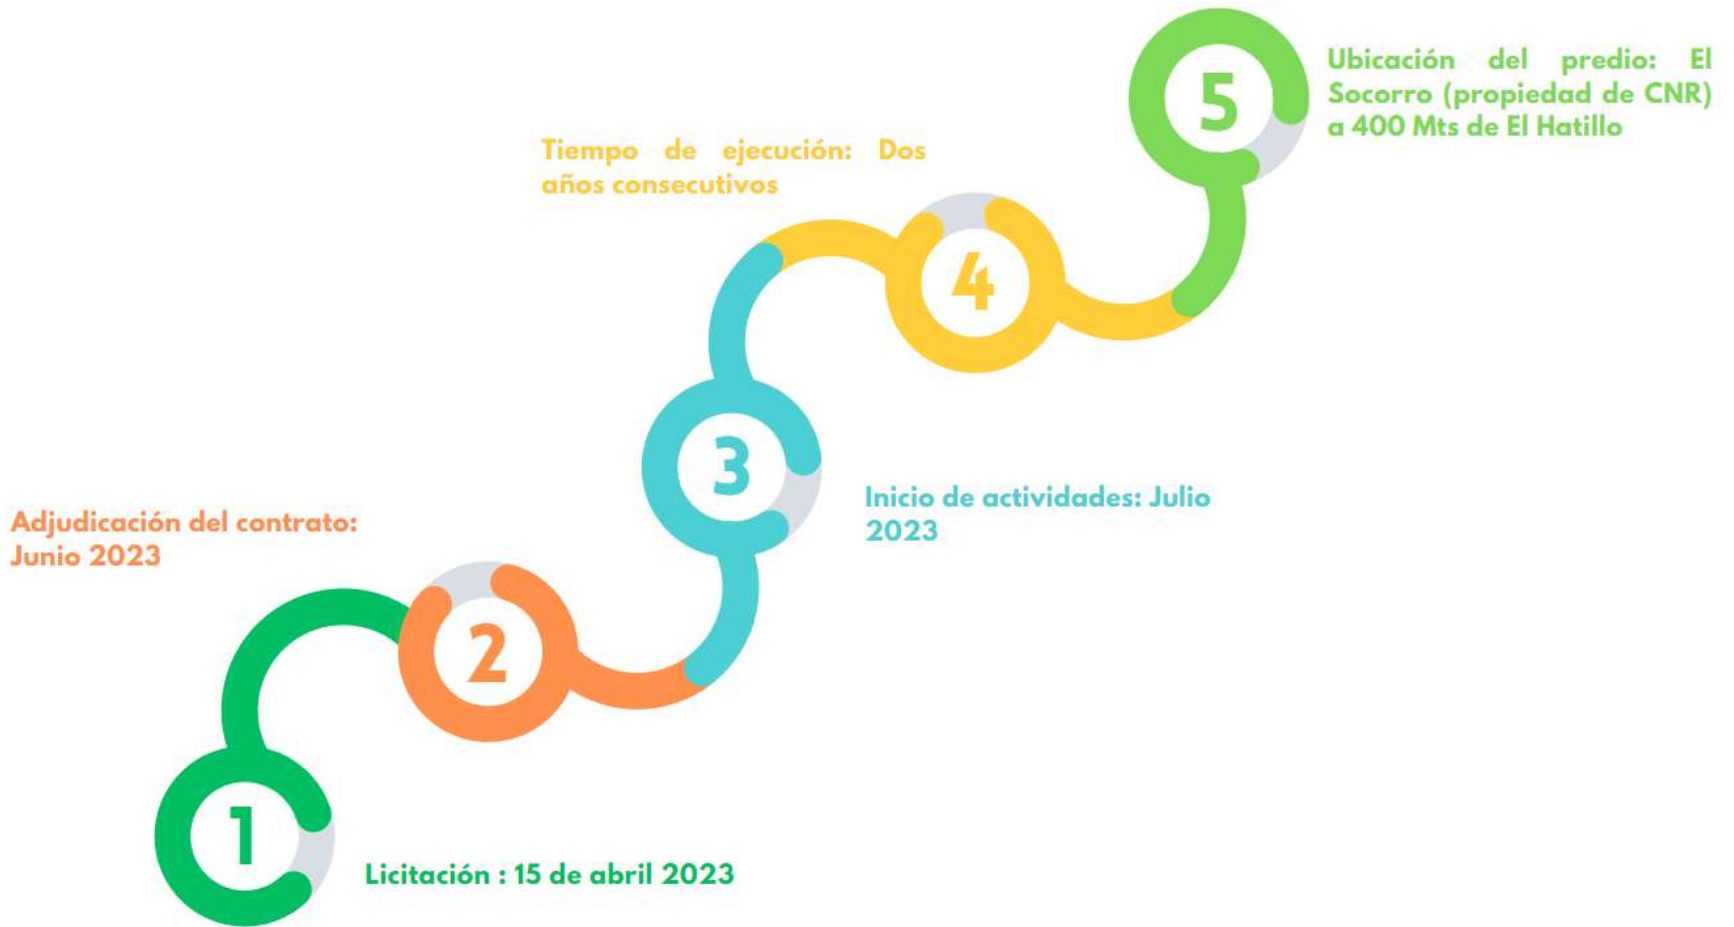 1
Licitación : 15 de abril 2023
2
Adjudicación del contrato:
Junio 2023
3
Inicio de actividades: Julio
2023
4
Tiempo de ejecución: Dos
años consecutivos
5
Ubicación del predio: El
Socorro (propiedad de CNR)
a 400 Mts de El Hatillo